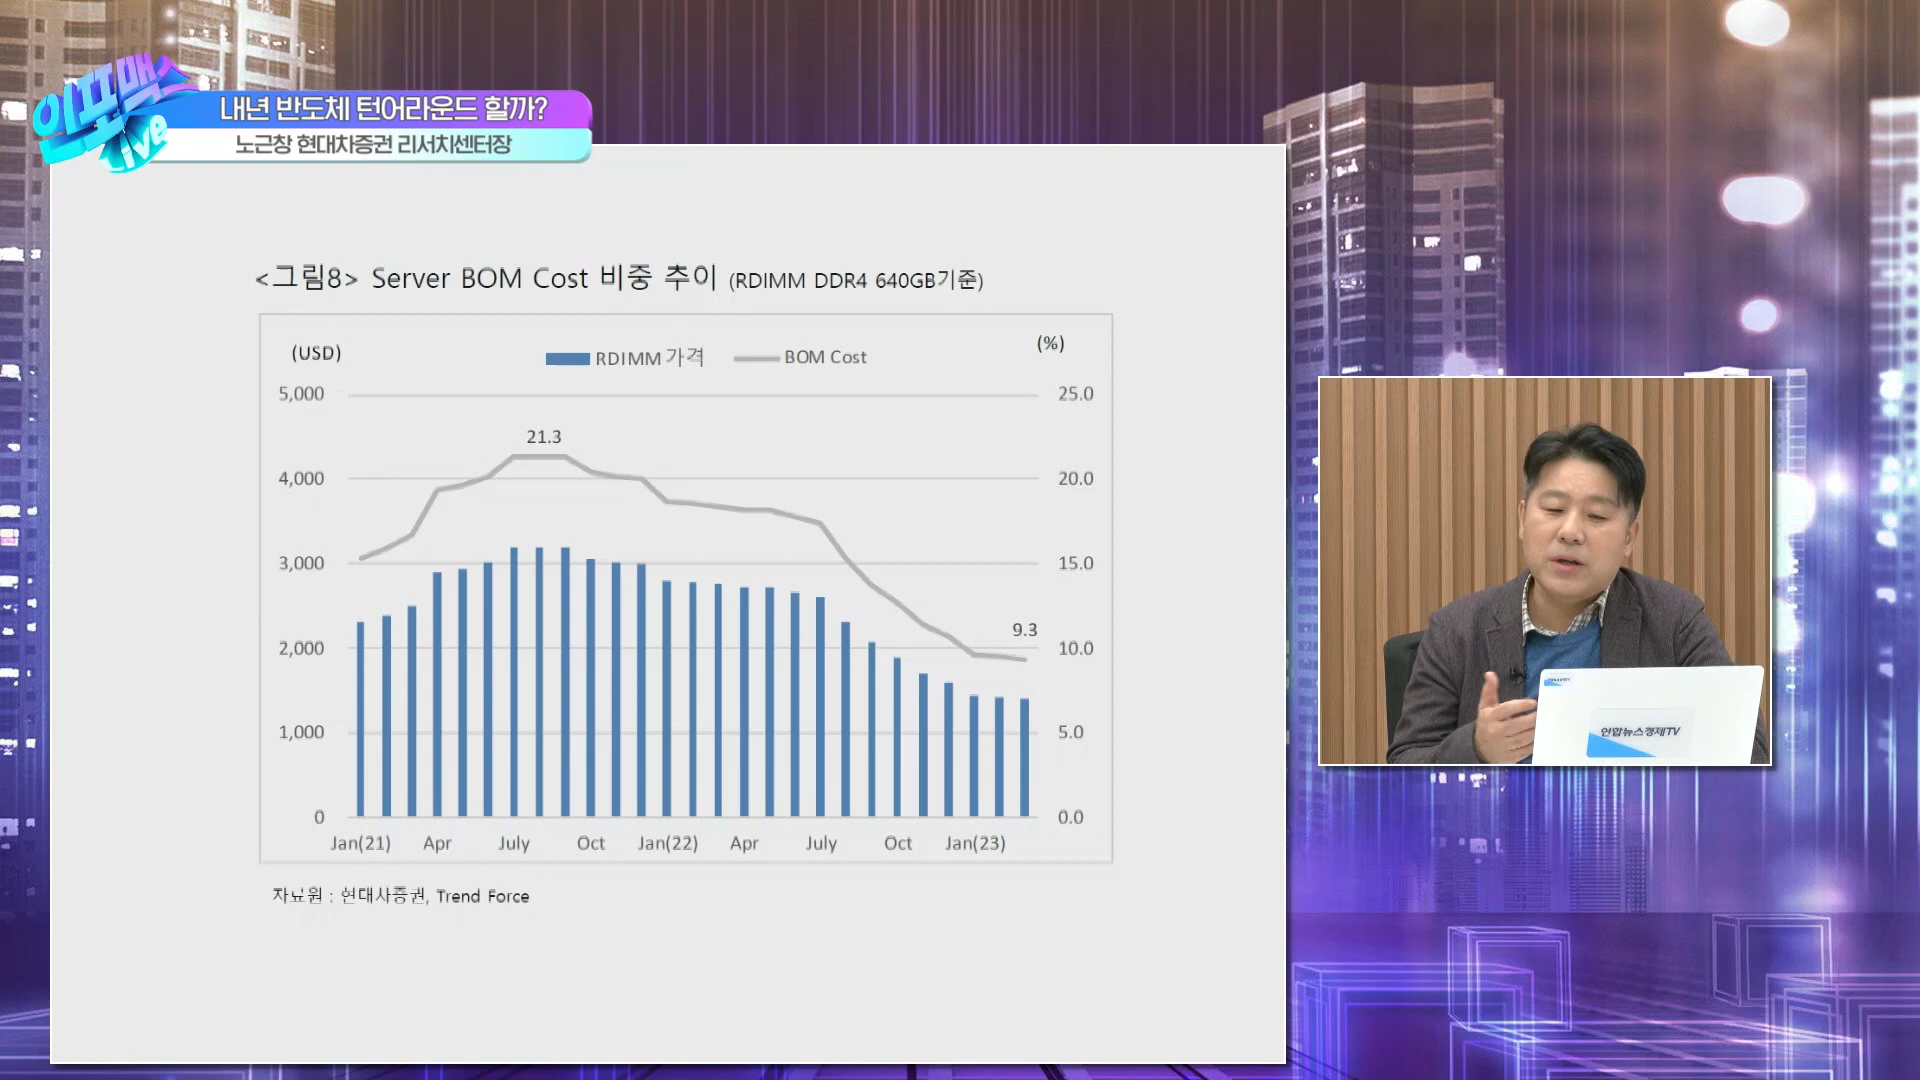 인포맥스
Live
내년 반도체 턴어라운드 할까?
노근창 현대차증권 리서치센터장
<그림8> Server BOM Cost 비중 추이 (RDIMM DDR4 640GB기준)
(USD)
RDIMM 가격
BOM Cost
(%)
5,000
25.0
21.3
4,000
20.0
3,000
15.0
9.3
2,000
10.0
1,000
5.0
0
0.0
Jan(21) Apr July Oct Jan(22) Apr July Oct Jan(23)
자료원 : 현대차증권, Trend Force
연합뉴스경제TV